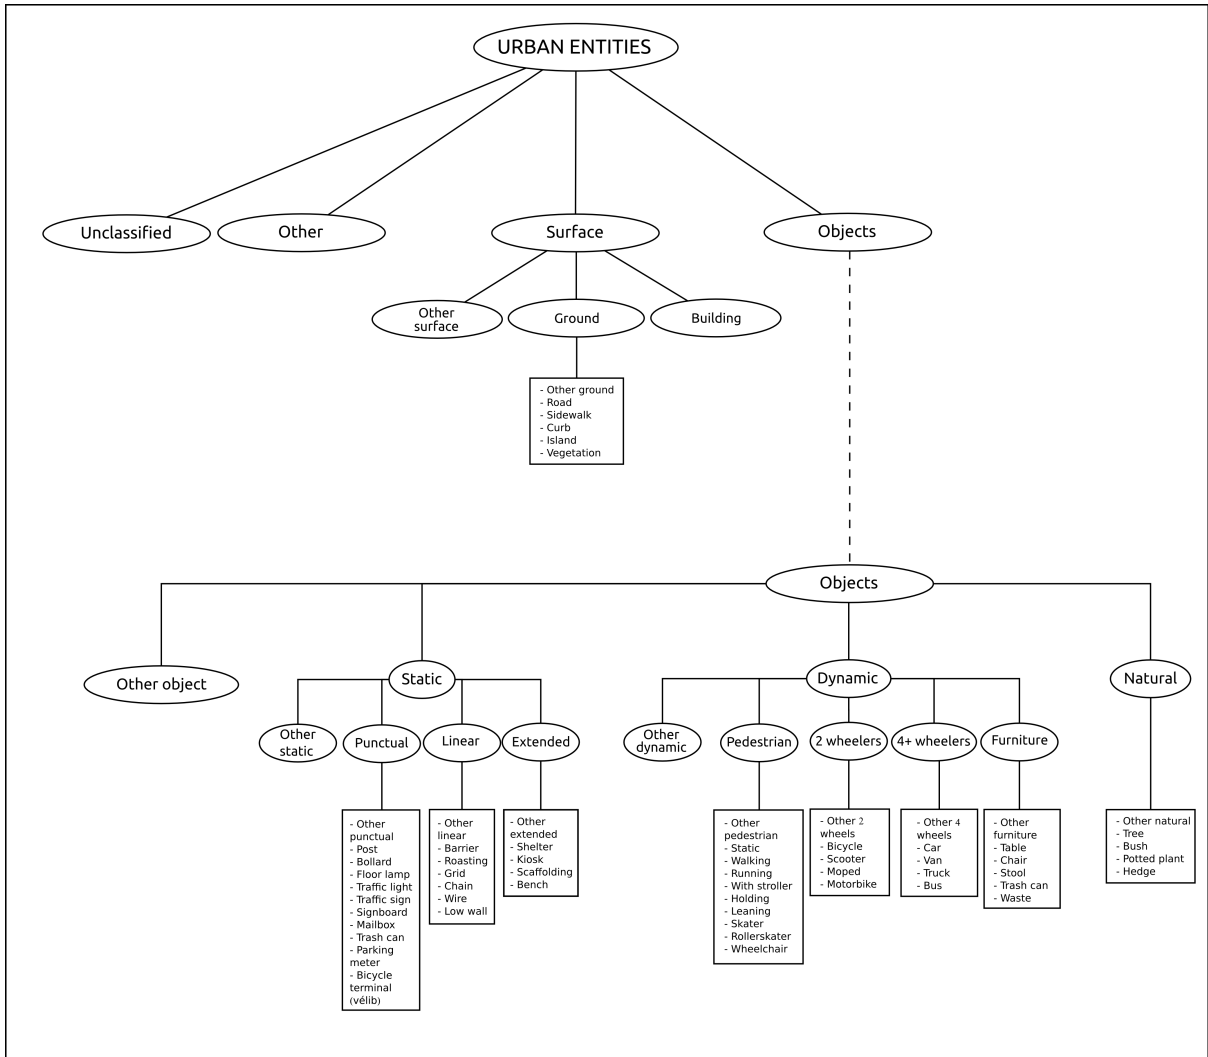 URBAN ENTITIES
Unclassified
Other
Surface
Objects
Other
surface
Ground
Building
- Other ground
- Road
- Sidewalk
- Curb
- Island
- Vegetation
Objects
Other object
Static
Dynamic
Natural
Other
static
Punctual
Linear
Extended
Other
dynamic
Pedestrian
2 wheelers
4+ wheelers
Furniture
- Other
punctual
- Post
- Bollard
- Floor lamp
- Traffic light
- Traffic sign
- Signboard
- Mailbox
- Trash can
- Parking
meter
- Bicycle
terminal
(vélib)
- Other
linear
- Barrier
- Roasting
- Grid
- Chain
- Wire
- Low wall
- Other
extended
- Shelter
- Kiosk
- Scaffolding
- Bench
- Other
pedestrian
- Static
- Walking
- Running
- With stroller
- Holding
- Leaning
- Skater
- Rollerskater
- Wheelchair
- Other 2
wheels
- Bicycle
- Scooter
- Moped
- Motorbike
- Other 4
wheels
- Car
- Van
- Truck
- Bus
- Other
furniture
- Table
- Chair
- Stool
- Trash can
- Waste
- Other natural
- Tree
- Bush
- Potted plant
- Hedge